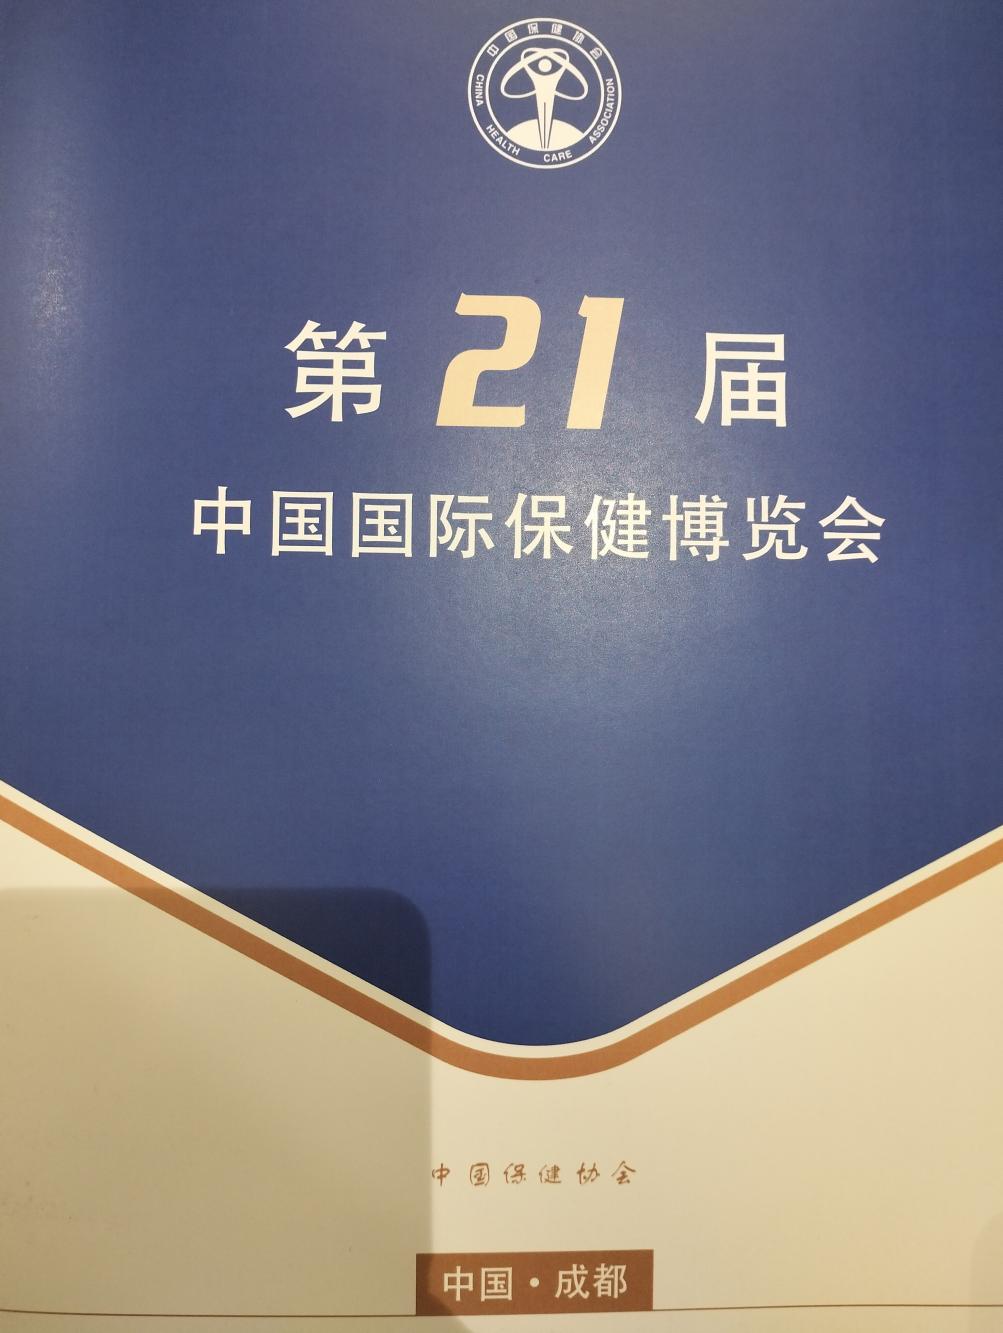 中国保健协会
CHINA HEALTH CARE ASSOCIATION
第21届
中国国际保健博览会
中国保健协会
中国·成都